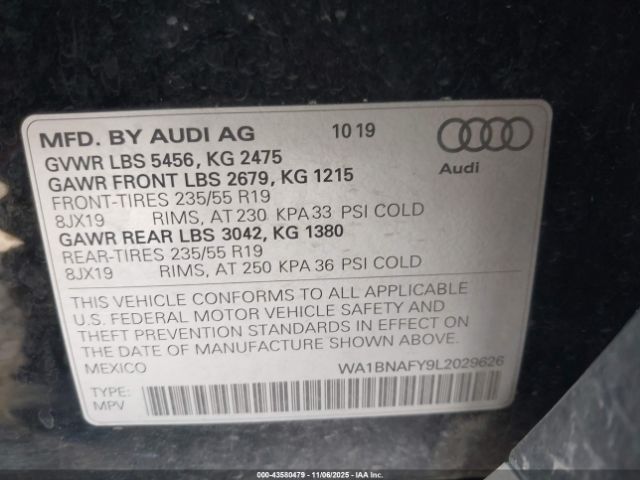 MFD. BY AUDI AG 10 19
GVWR LBS 5456, KG 2475
GAWR FRONT LBS 2679, KG 1215
FRONT-TIRES 235/55 R19
8JX19 RIMS, AT 230 KPA 33 PSI COLD
GAWR REAR LBS 3042, KG 1380
REAR-TIRES 235/55 R19
8JX19 RIMS, AT 250 KPA 36 PSI COLD
Audi
THIS VEHICLE CONFORMS TO ALL APPLICABLE
U.S. FEDERAL MOTOR VEHICLE SAFETY AND
THEFT PREVENTION STANDARDS IN EFFECT ON
THE DATE OF MANUFACTURE SHOWN ABOVE.
MEXICO WA1BNAFY9L2029626
TYPE:
MPV
000-43580479 - 11/06/2025 - IAA